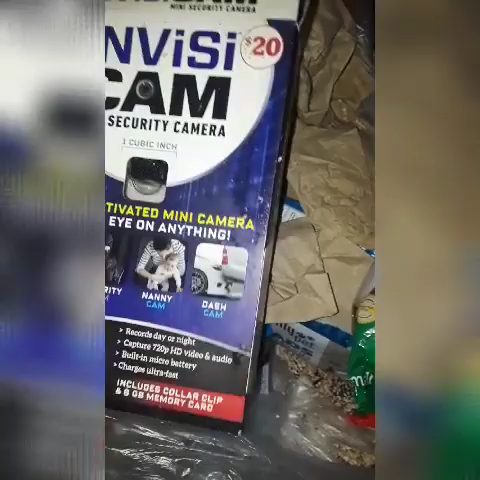 MINI SECURITY CAMERA
NViSi
$20
CAM
SECURITY CAMERA
1 CUBIC INCH
TIVATED MINI CAMERA
EYE ON ANYTHING!
RITY
NANNY
CAM
DASH
CAM
> Records day or night
> Capture 720p HD video & audio
> Built-in micro battery
> Charges ultra-fast
INCLUDES COLLAR CLIP
& 8 GB MEMORY CARD